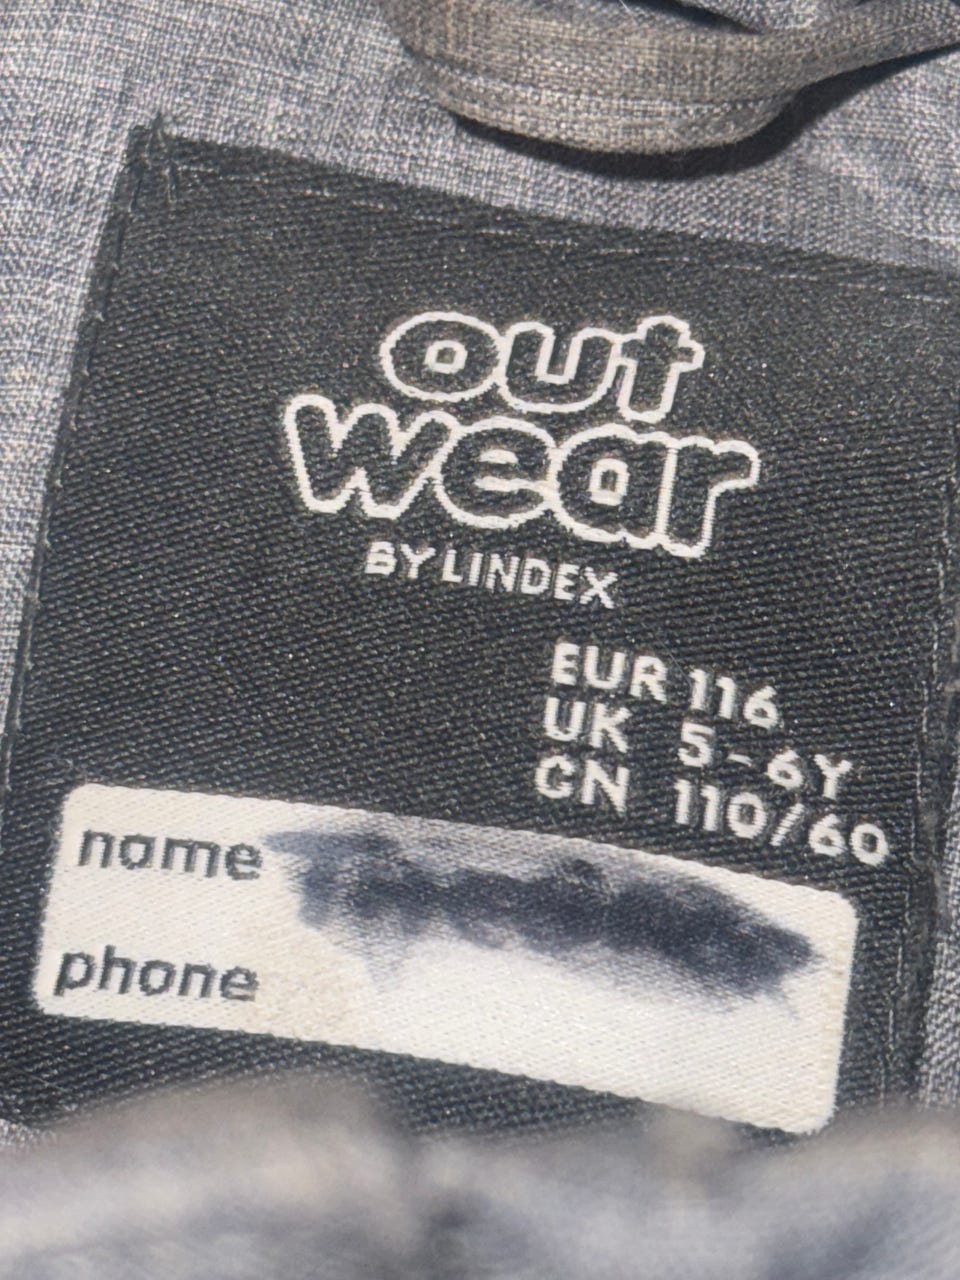 out
wear
BY LINDEX
EUR 116
UK 5-6Y
CN 110/60
name
phone